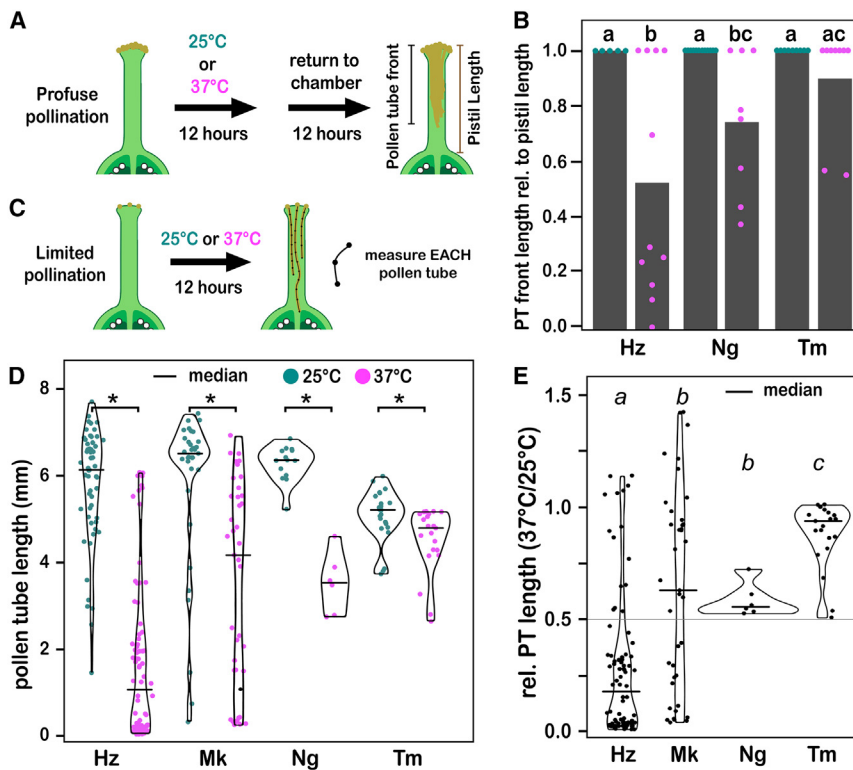 A
Profuse
pollination
25°C
or
37°C
12 hours
return to
chamber
12 hours
Pollen tube front
Pistil Length
B
a b a bc a ac
PT front length rel. to pistil length
1.0
0.8
0.6
0.4
0.2
0.0
Hz Ng Tm
C
Limited
pollination
25°C or 37°C
12 hours
measure EACH
pollen tube
D
median 25°C 37°C
* * * *
pollen tube length (mm)
8
6
4
2
0
Hz Mk Ng Tm
E
median
a b b c
rel. PT length (37°C/25°C)
1.5
1.0
0.5
0.0
Hz Mk Ng Tm